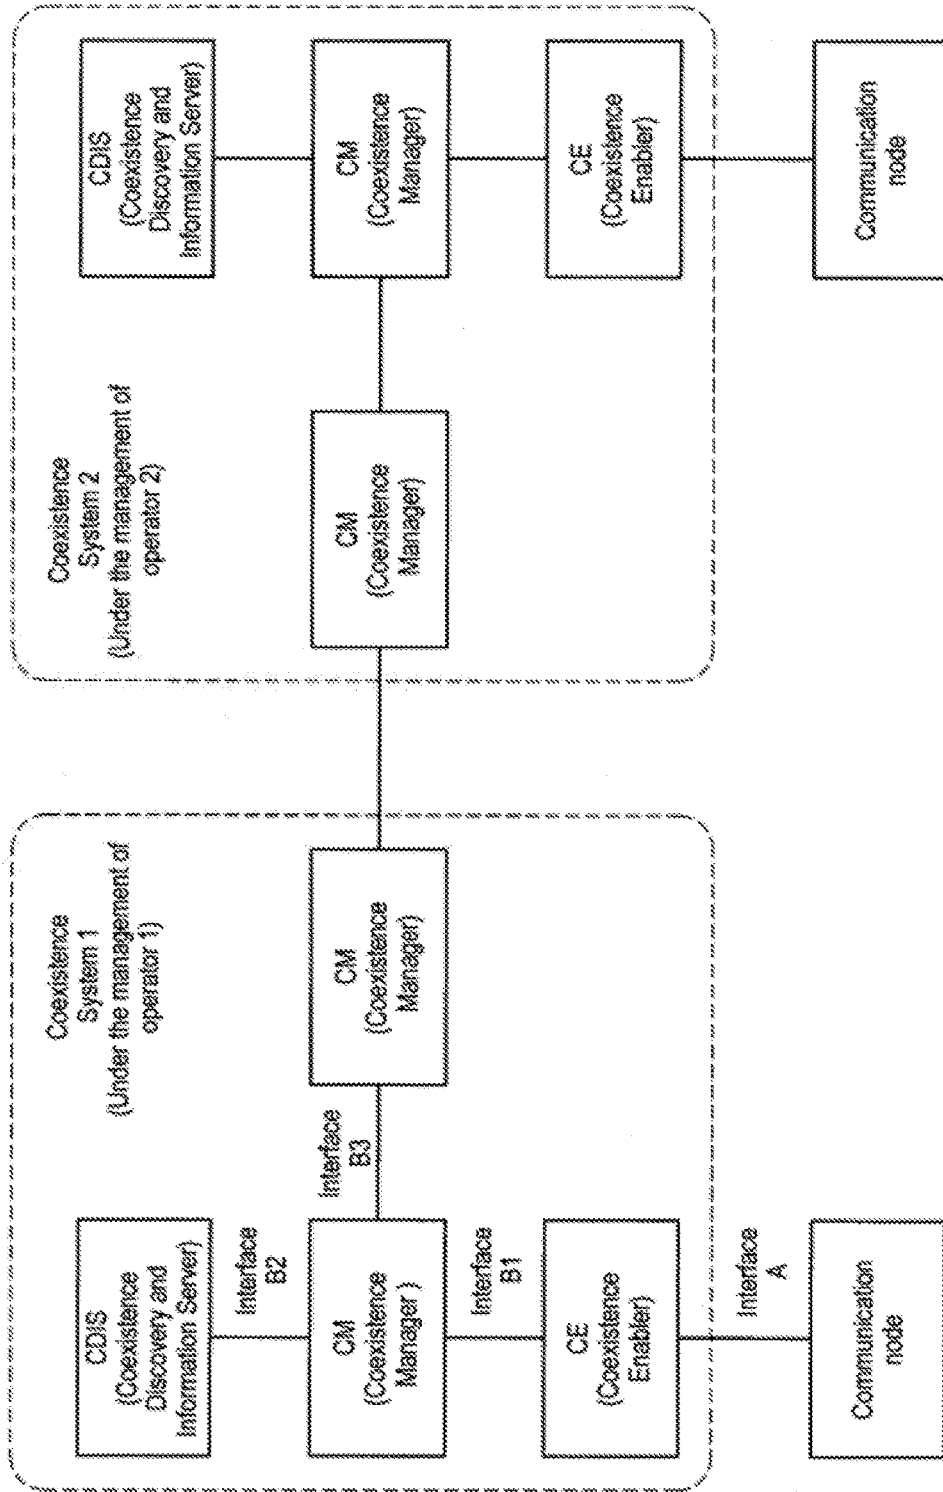 Coexistence
System 1
(Under the management of
operator 1)
CDIS
(Coexistence
Discovery and
Information Server)
Interface
B2
CM
(Coexistence
Manager )
Interface
B3
CM
(Coexistence
Manager)
Interface
B1
CE
(Coexistence
Enabler)
Interface
A
Communication
node
Coexistence
System 2
(Under the management of
operator 2)
CDIS
(Coexistence
Discovery and
Information Server)
CM
(Coexistence
Manager)
CM
(Coexistence
Manager)
CE
(Coexistence
Enabler)
Communication
node